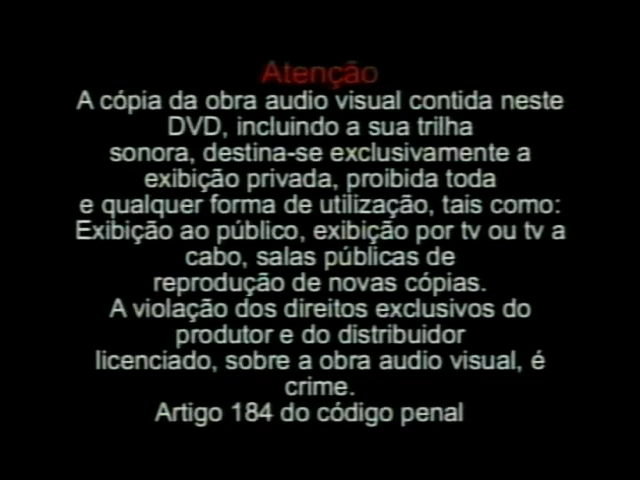 Atenção
A cópia da obra audio visual contida neste
DVD, incluindo a sua trilha
sonora, destina-se exclusivamente a
exibição privada, proibida toda
e qualquer forma de utilização, tais como:
Exibição ao público, exibição por tv ou tv a
cabo, salas públicas de
reprodução de novas cópias.
A violação dos direitos exclusivos do
produtor e do distribuidor
licenciado, sobre a obra audio visual, é
crime.
Artigo 184 do código penal